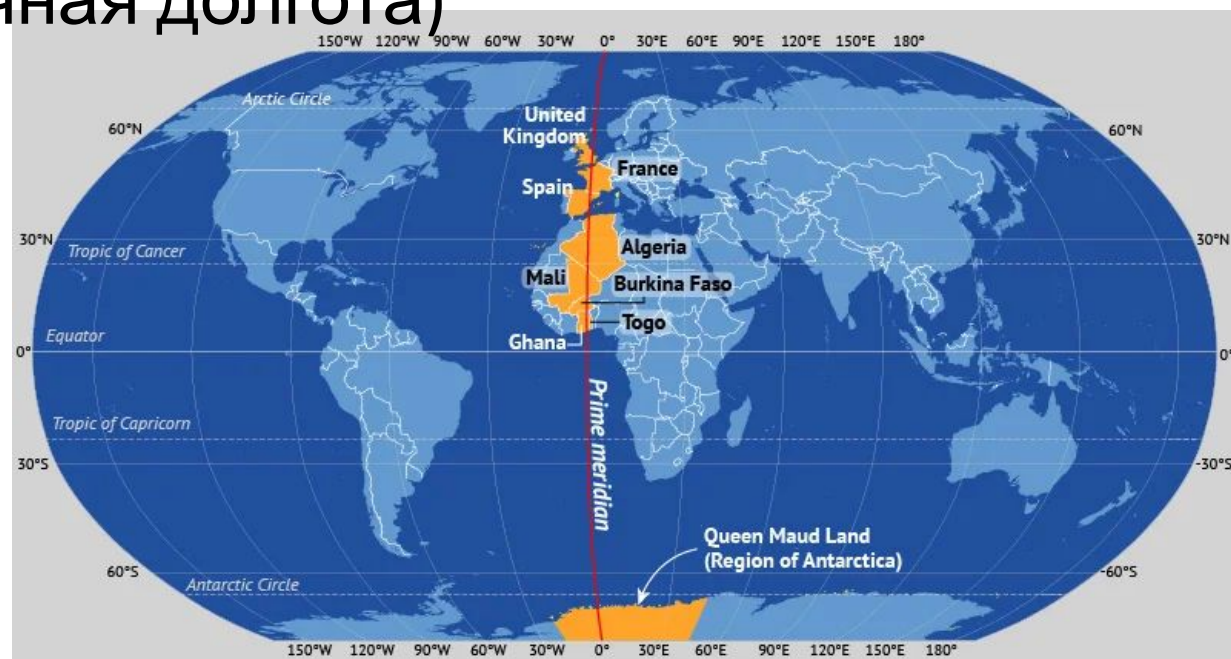 долгота)
150°W 120°W 90°W 60°W 30°W 0° 30°E 60°E 90°E 120°E 150°E 180°
Arctic Circle
United
Kingdom
60°N 60°N
France
Spain
30°N 30°N
Tropic of Cancer
Algeria
Mali
Burkina Faso
Togo
Equator
Ghana
0° 0°
Prime meridian
Tropic of Capricorn
30°S -30°S
Queen Maud Land
(Region of Antarctica)
60°S -60°S
Antarctic Circle
150°W 120°W 90°W 60°W 30°W 0° 30°E 60°E 90°E 120°E 150°E 180°